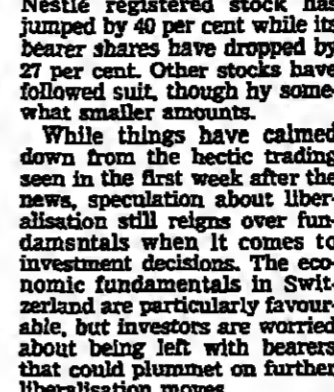 Nestlé registered stock has
jumped by 40 per cent while its
bearer shares have dropped by
27 per cent. Other stocks have
followed suit, though hy some-
what smaller amounts.
While things have calmed
down from the hectic trading
seen in the first week after the
news, speculation about liber-
alisation still reigns over fun-
damsntals when it comes to
investment decisions. The eco-
nomic fundamentals in Swit-
zerland are particularly favour-
able, but investors are worried
about being left with bearers
that could plummet on further
liberalisation moves.